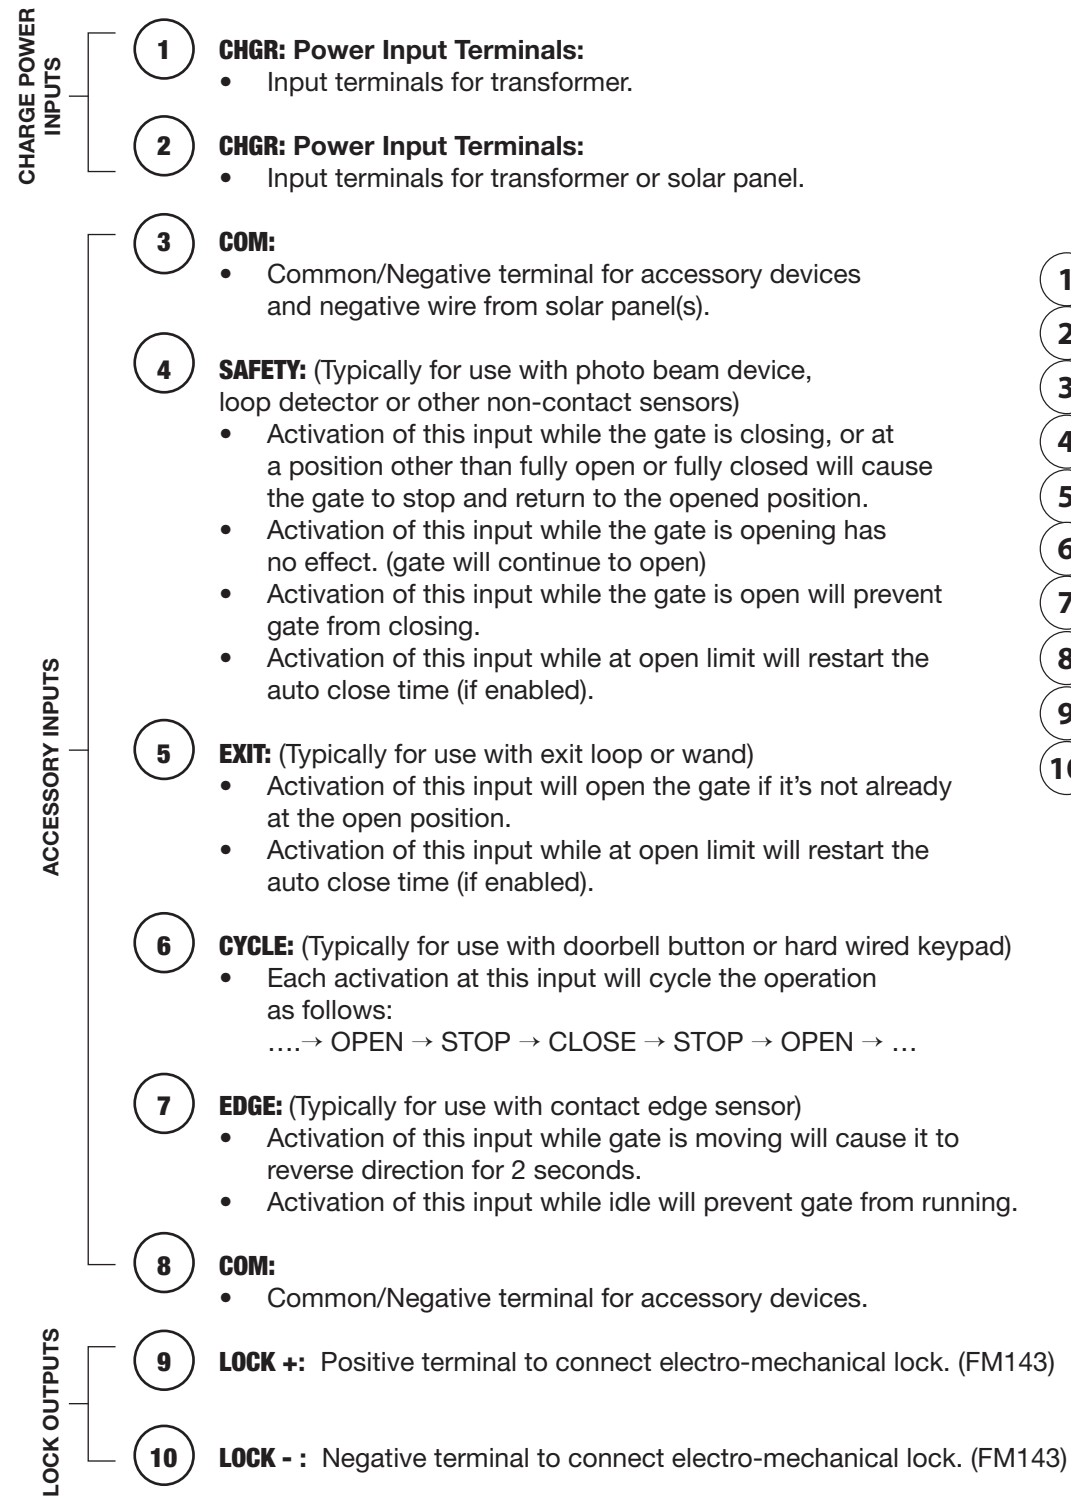 CHARGE POWER
INPUTS
1 CHGR: Power Input Terminals:
• Input terminals for transformer.
2 CHGR: Power Input Terminals:
• Input terminals for transformer or solar panel.
ACCESSORY INPUTS
3 COM:
• Common/Negative terminal for accessory devices
and negative wire from solar panel(s).
4 SAFETY: (Typically for use with photo beam device,
loop detector or other non-contact sensors)
• Activation of this input while the gate is closing, or at
a position other than fully open or fully closed will cause
the gate to stop and return to the opened position.
• Activation of this input while the gate is opening has
no effect. (gate will continue to open)
• Activation of this input while the gate is open will prevent
gate from closing.
• Activation of this input while at open limit will restart the
auto close time (if enabled).
5 EXIT: (Typically for use with exit loop or wand)
• Activation of this input will open the gate if it’s not already
at the open position.
• Activation of this input while at open limit will restart the
auto close time (if enabled).
6 CYCLE: (Typically for use with doorbell button or hard wired keypad)
• Each activation at this input will cycle the operation
as follows:
….→ OPEN → STOP → CLOSE → STOP → OPEN → …
7 EDGE: (Typically for use with contact edge sensor)
• Activation of this input while gate is moving will cause it to
reverse direction for 2 seconds.
• Activation of this input while idle will prevent gate from running.
8 COM:
• Common/Negative terminal for accessory devices.
LOCK OUTPUTS
9 LOCK +: Positive terminal to connect electro-mechanical lock. (FM143)
10 LOCK - : Negative terminal to connect electro-mechanical lock. (FM143)
1
2
3
4
5
6
7
8
9
10